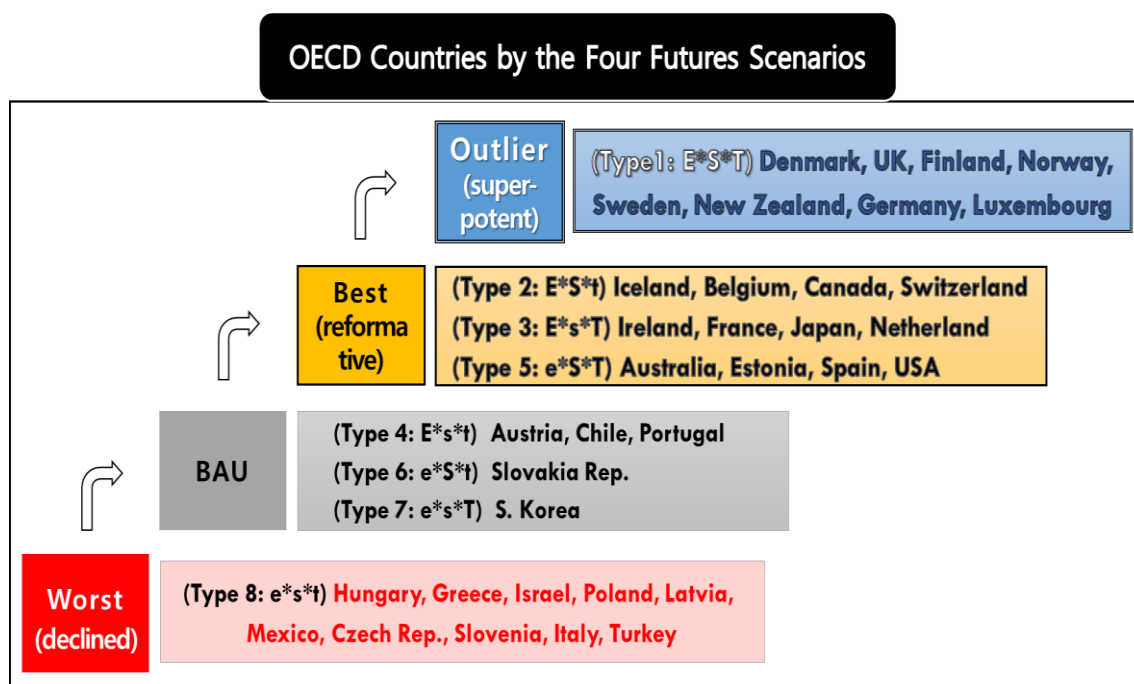 OECD Countries by the Four Futures Scenarios
Outlier
(super-
potent)
(Type1: E*S*T) Denmark, UK, Finland, Norway,
Sweden, New Zealand, Germany, Luxembourg
Best
(reforma
tive)
(Type 2: E*S*t) Iceland, Belgium, Canada, Switzerland
(Type 3: E*s*T) Ireland, France, Japan, Netherland
(Type 5: e*S*T) Australia, Estonia, Spain, USA
BAU
(Type 4: E*s*t) Austria, Chile, Portugal
(Type 6: e*S*t) Slovakia Rep.
(Type 7: e*s*T) S. Korea
Worst
(declined)
(Type 8: e*s*t) Hungary, Greece, Israel, Poland, Latvia,
Mexico, Czech Rep., Slovenia, Italy, Turkey